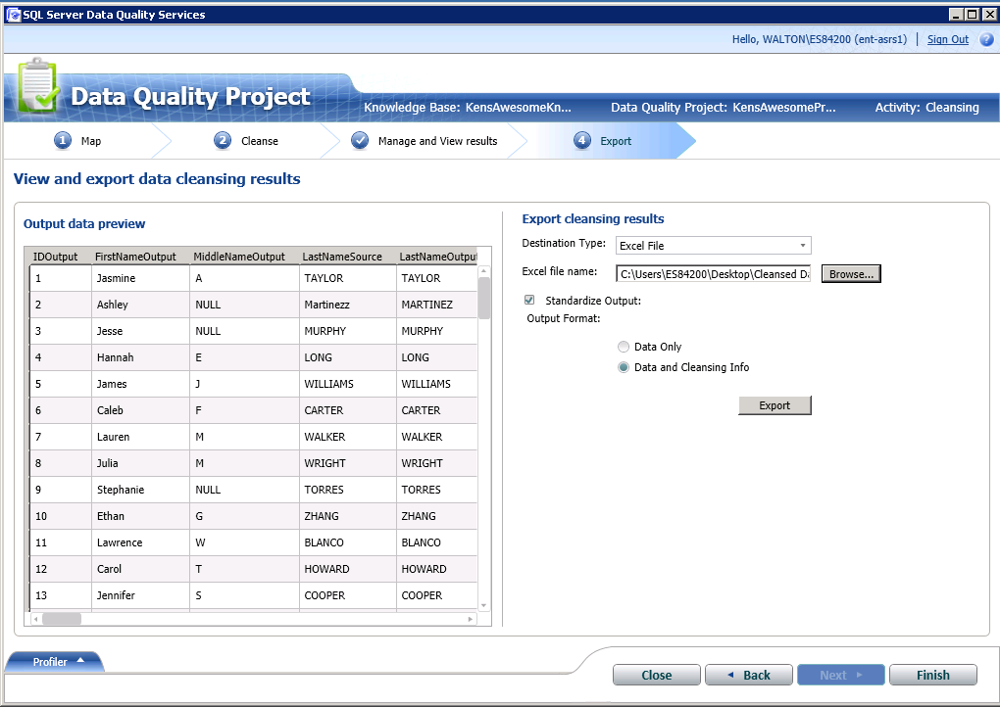 SQL Server Data Quality Services
Hello, WALTON\ES84200 (ent-asrs1) | Sign Out ?
Data Quality Project
Knowledge Base: KensAwesomeKn... Data Quality Project: KensAwesomePr... Activity: Cleansing
1 Map 2 Cleanse Manage and View results 4 Export
View and export data cleansing results
Output data preview
IDOutput FirstNameOutput MiddleNameOutput LastNameSource LastNameOutput
1 Jasmine A TAYLOR TAYLOR
2 Ashley NULL Martinezz MARTINEZ
3 Jesse NULL MURPHY MURPHY
4 Hannah E LONG LONG
5 James J WILLIAMS WILLIAMS
6 Caleb F CARTER CARTER
7 Lauren M WALKER WALKER
8 Julia M WRIGHT WRIGHT
9 Stephanie NULL TORRES TORRES
10 Ethan G ZHANG ZHANG
11 Lawrence W BLANCO BLANCO
12 Carol T HOWARD HOWARD
13 Jennifer S COOPER COOPER
Export cleansing results
Destination Type: Excel File
Excel file name: C:\Users\ES84200\Desktop\Cleansed Da Browse...
Standardize Output:
Output Format:
Data Only
Data and Cleansing Info
Export
Profiler
Close Back Next Finish